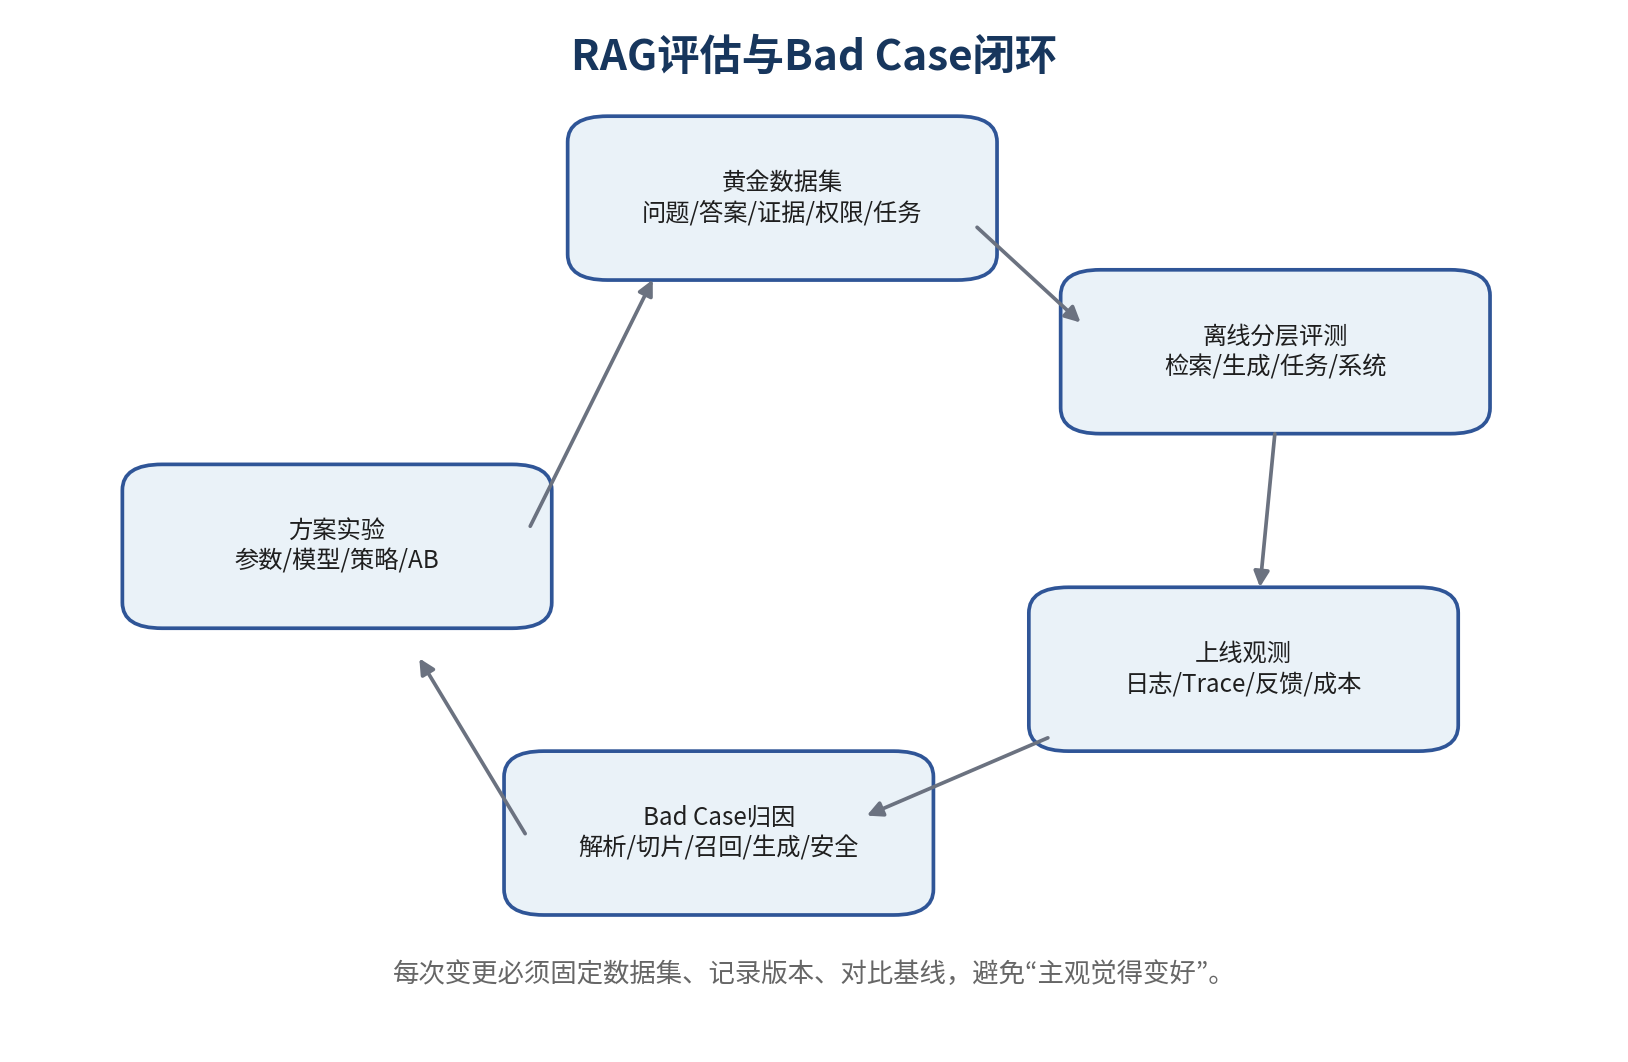 RAG评估与Bad Case闭环
黄金数据集
问题/答案/证据/权限/任务
离线分层评测
检索/生成/任务/系统
方案实验
参数/模型/策略/AB
上线观测
日志/Trace/反馈/成本
Bad Case归因
解析/切片/召回/生成/安全
每次变更必须固定数据集、记录版本、对比基线，避免“主观觉得变好”。